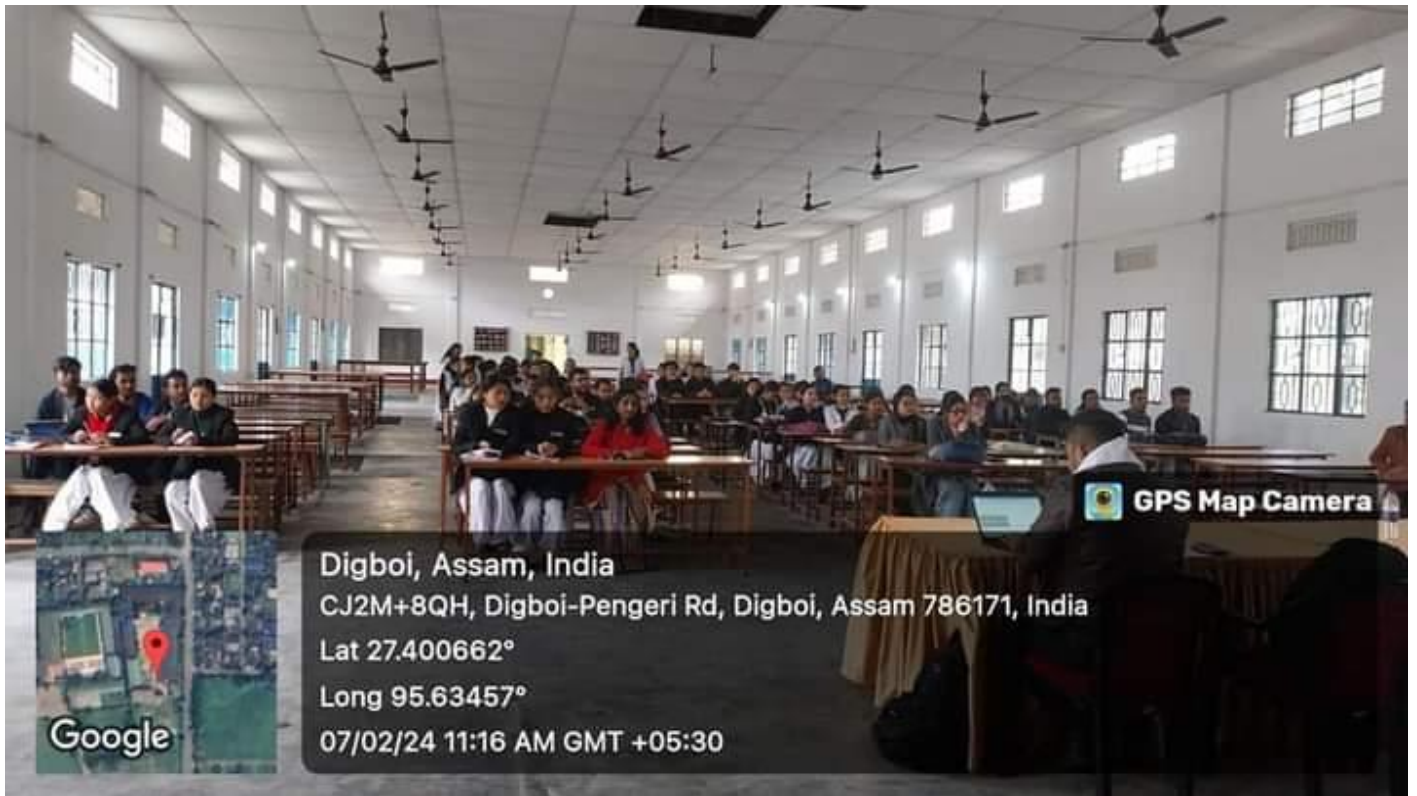 GPS Map Camera
Digboi, Assam, India
CJ2M+8QH, Digboi-Pengeri Rd, Digboi, Assam 786171, India
Lat 27.400662°
Long 95.63457°
07/02/24 11:16 AM GMT +05:30
Google